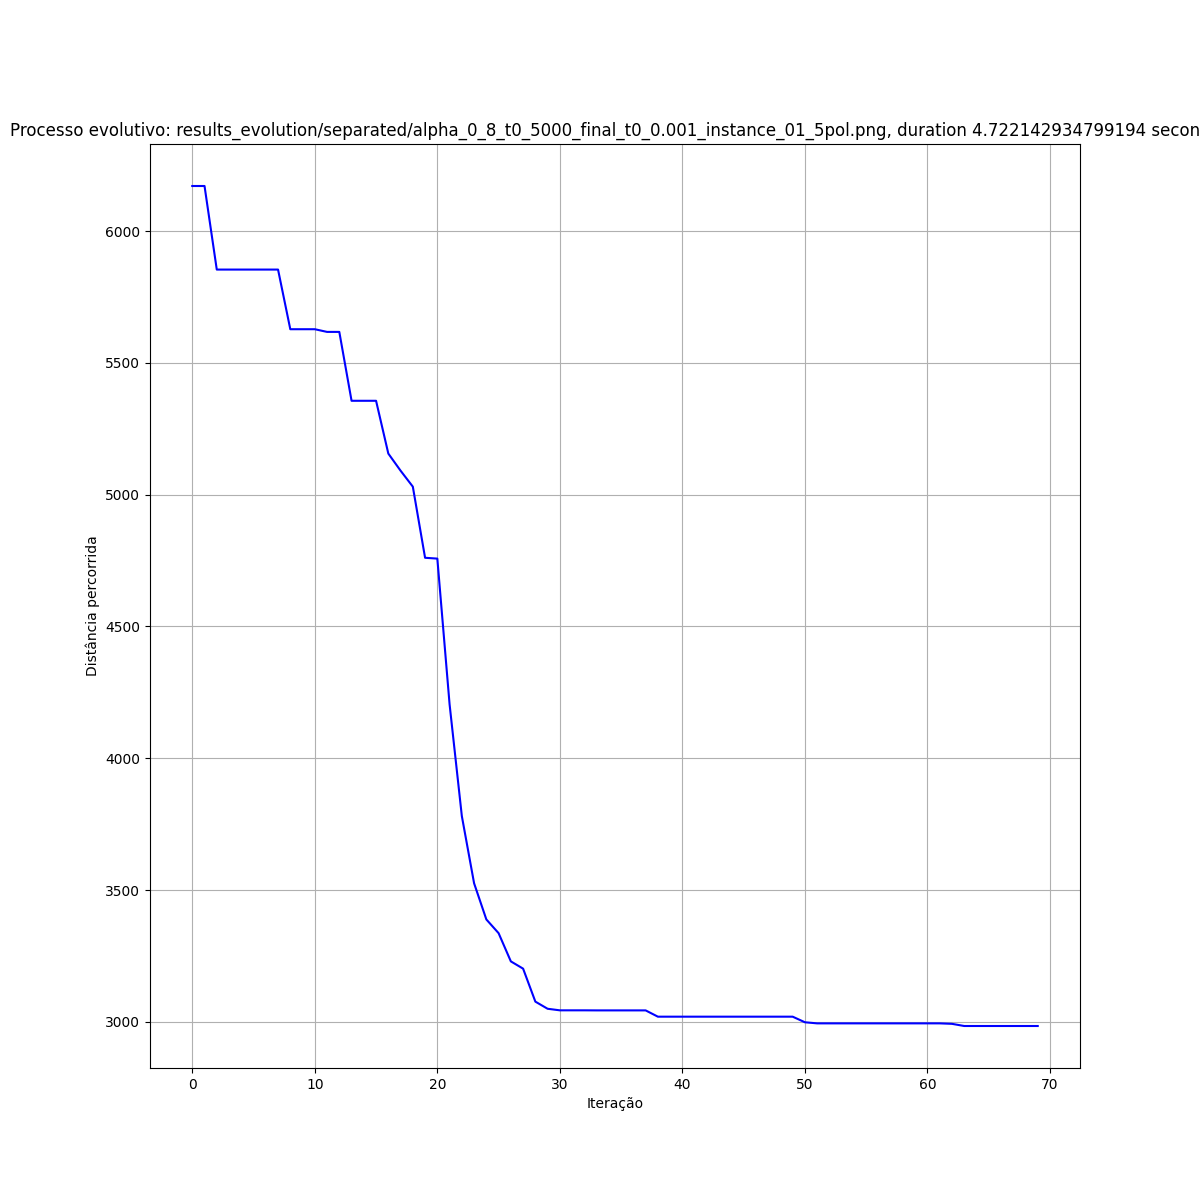 Processo evolutivo: results_evolution/separated/alpha_0_8_t0_5000_final_t0_0.001_instance_01_5pol.png, duration 4.722142934799194 secon
6000
5500
5000
4500
4000
3500
3000
Distância percorrida
0 10 20 30 40 50 60 70
Iteração